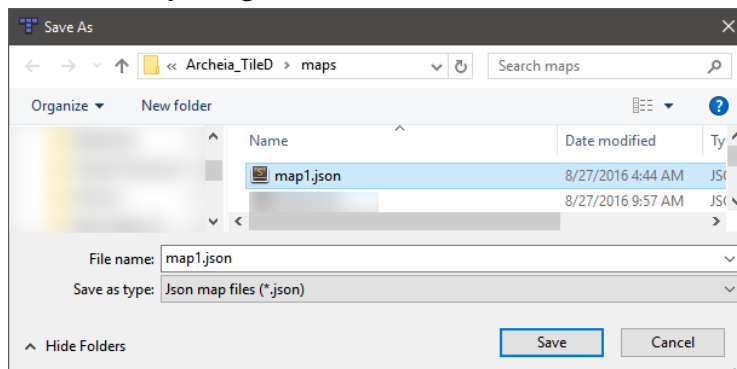 Save As
« Archeia_TileD › maps
Search maps
Organize
New folder
Name
Date modified
Ty
map1.json
8/27/2016 4:44 AM
JS
8/27/2016 9:57 AM
JS
File name: map1.json
Save as type: Json map files (*.json)
Hide Folders
Save
Cancel